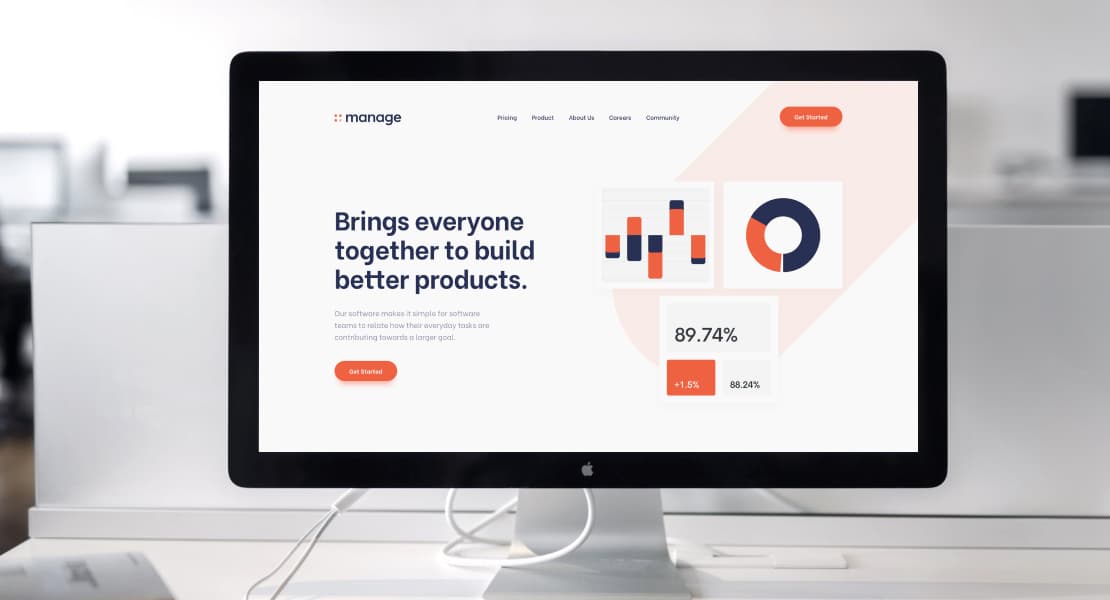 manage
Pricing Product About Us Careers Community
Get Started
Brings everyone
together to build
better products.
Our software makes it simple for software
teams to relate how their everyday tasks are
contributing towards a larger goal.
Get Started
89.74%
+1.5%
88.24%